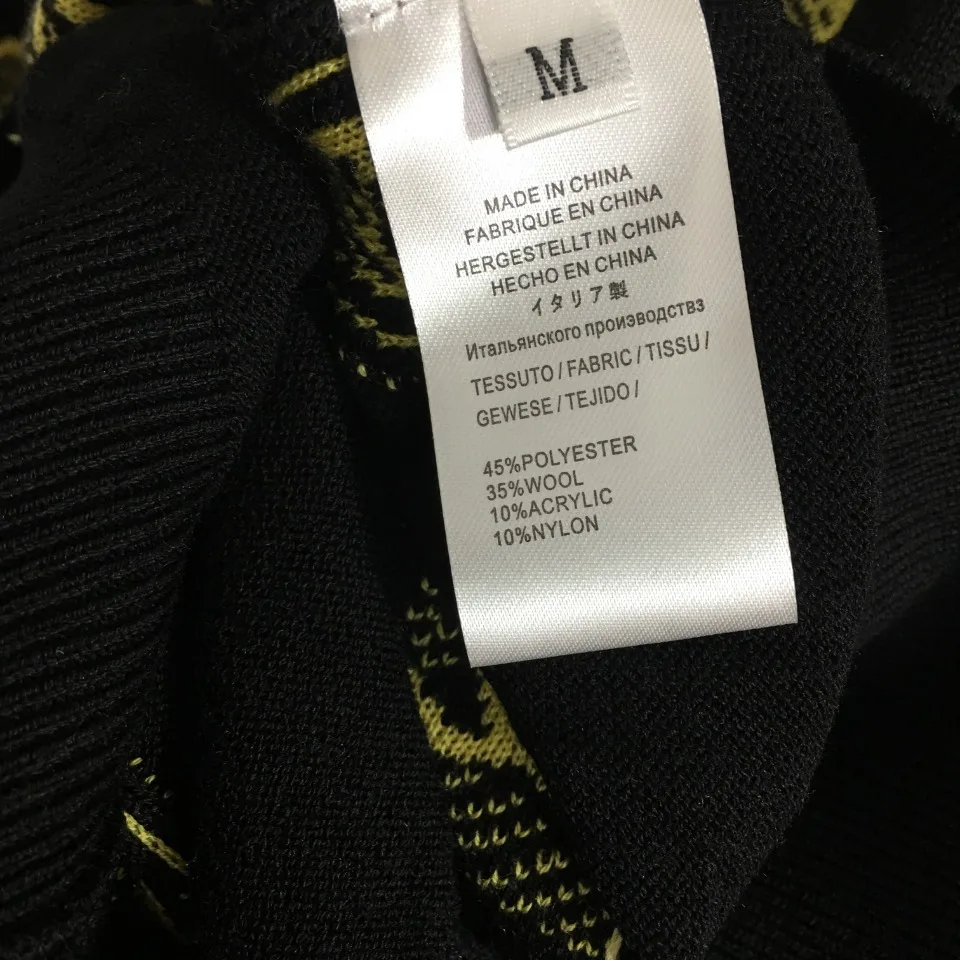 M
MADE IN CHINA
FABRIQUE EN CHINA
HERGESTELLT IN CHINA
HECHO EN CHINA
イタリア製
Итальянского производствз
TESSUTO / FABRIC / TISSU /
GEWESE / TEJIDO /
45%POLYESTER
35%WOOL
10%ACRYLIC
10%NYLON